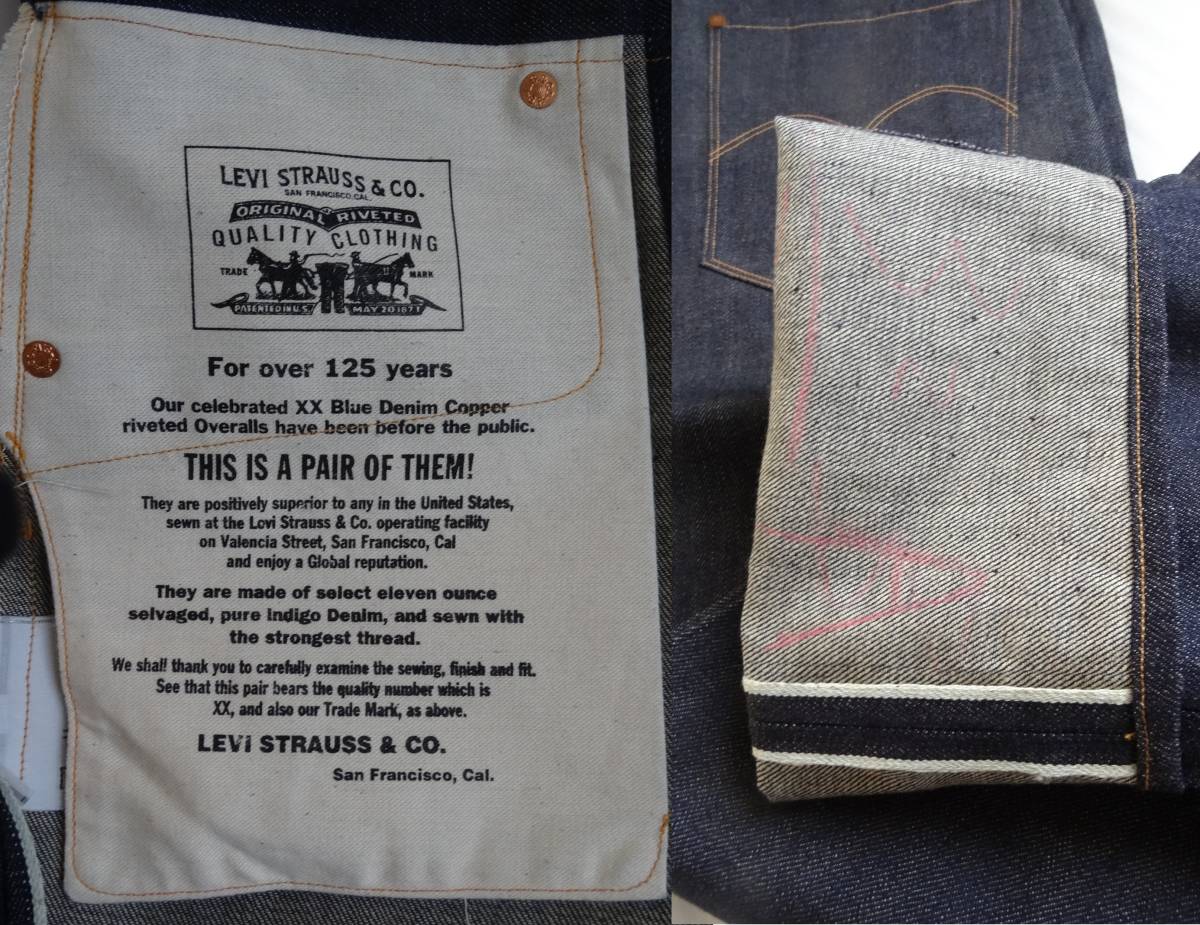 LEVI STRAUSS & CO.
SAN FRANCISCO, CAL.
ORIGINAL RIVETED
QUALITY CLOTHING
TRADE MARK
PATENTED IN U.S. MAY 20 1873
For over 125 years
Our celebrated XX Blue Denim Copper
riveted Overalls have been before the public.
THIS IS A PAIR OF THEM!
They are positively superior to any in the United States,
sewn at the Levi Strauss & Co. operating facility
on Valencia Street, San Francisco, Cal
and enjoy a Global reputation.
They are made of select eleven ounce
selvaged, pure Indigo Denim, and sewn with
the strongest thread.
We shall thank you to carefully examine the sewing, finish and fit.
See that this pair bears the quality number which is
XX, and also our Trade Mark, as above.
LEVI STRAUSS & CO.
San Francisco, Cal.